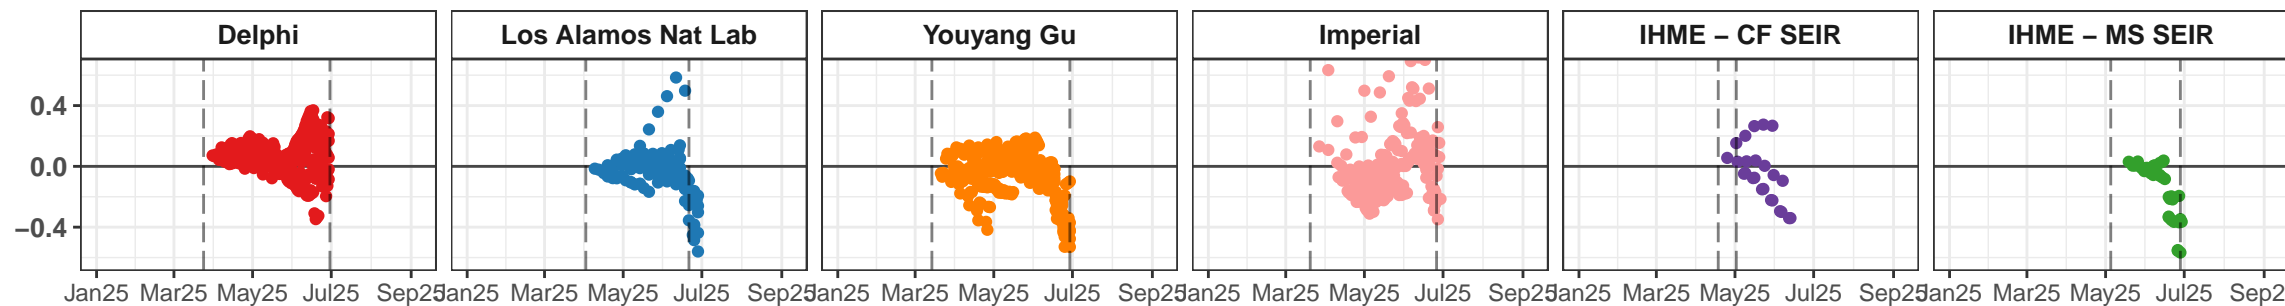 Delphi Los Alamos Nat Lab Youyang Gu Imperial IHME – CF SEIR IHME – MS SEIR
0.4
0.0
−0.4
Jan25 Mar25 May25 Jul25 Sep25 Jan25 Mar25 May25 Jul25 Sep25 Jan25 Mar25 May25 Jul25 Sep25 Jan25 Mar25 May25 Jul25 Sep25 Jan25 Mar25 May25 Jul25 Sep25 Jan25 Mar25 May25 Jul25 Sep2